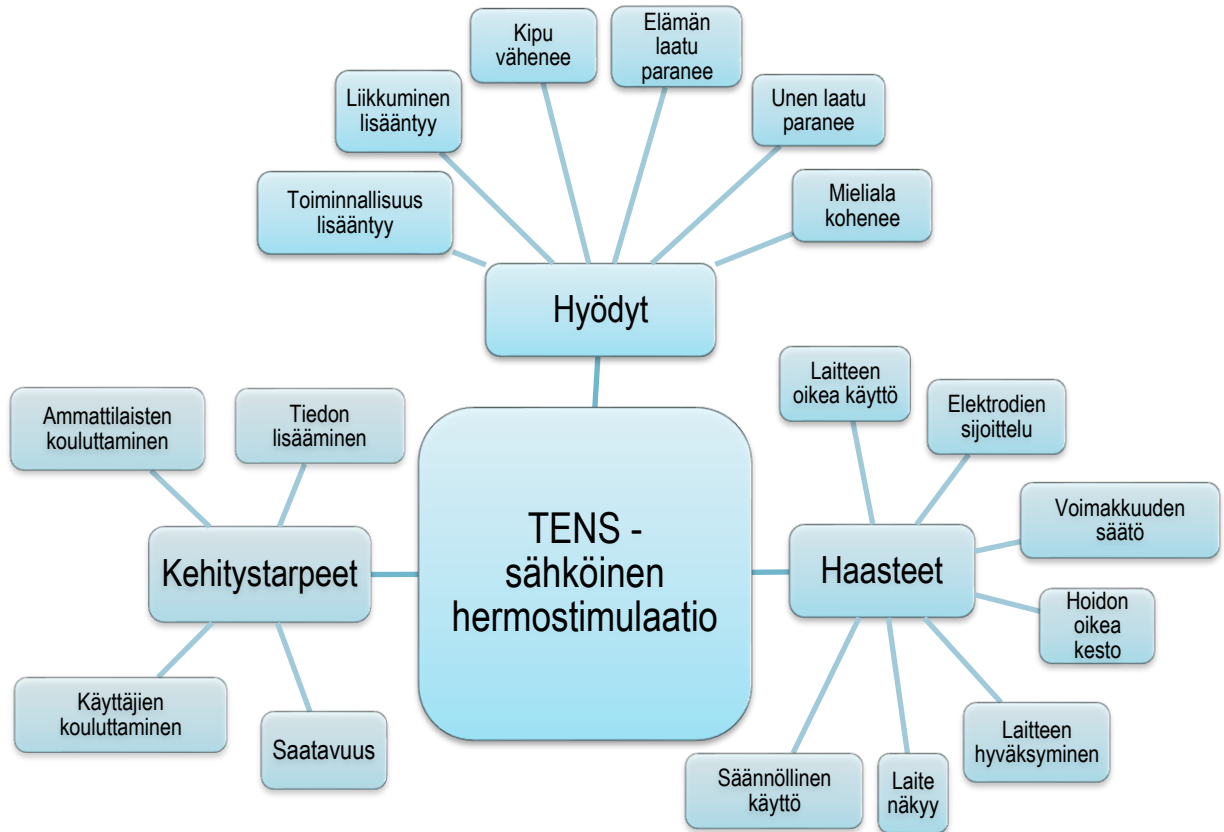 Kipu
vähenee
Elämän
laatu
paranee
Liikkuminen
lisääntyy
Unen laatu
paranee
Toiminnallisuus
lisääntyy
Mieliala
kohenee
Hyödyt
Laitteen
oikea käyttö
Elektrodien
sijoittelu
Voimakkuuden
säätö
Haasteet
Hoidon
oikea
kesto
Laitteen
hyväksyminen
Laite
näkyy
Säännöllinen
käyttö
TENS -
sähköinen
hermostimulaatio
Ammattilaisten
kouluttaminen
Tiedon
lisääminen
Kehitystarpeet
Käyttäjien
kouluttaminen
Saatavuus